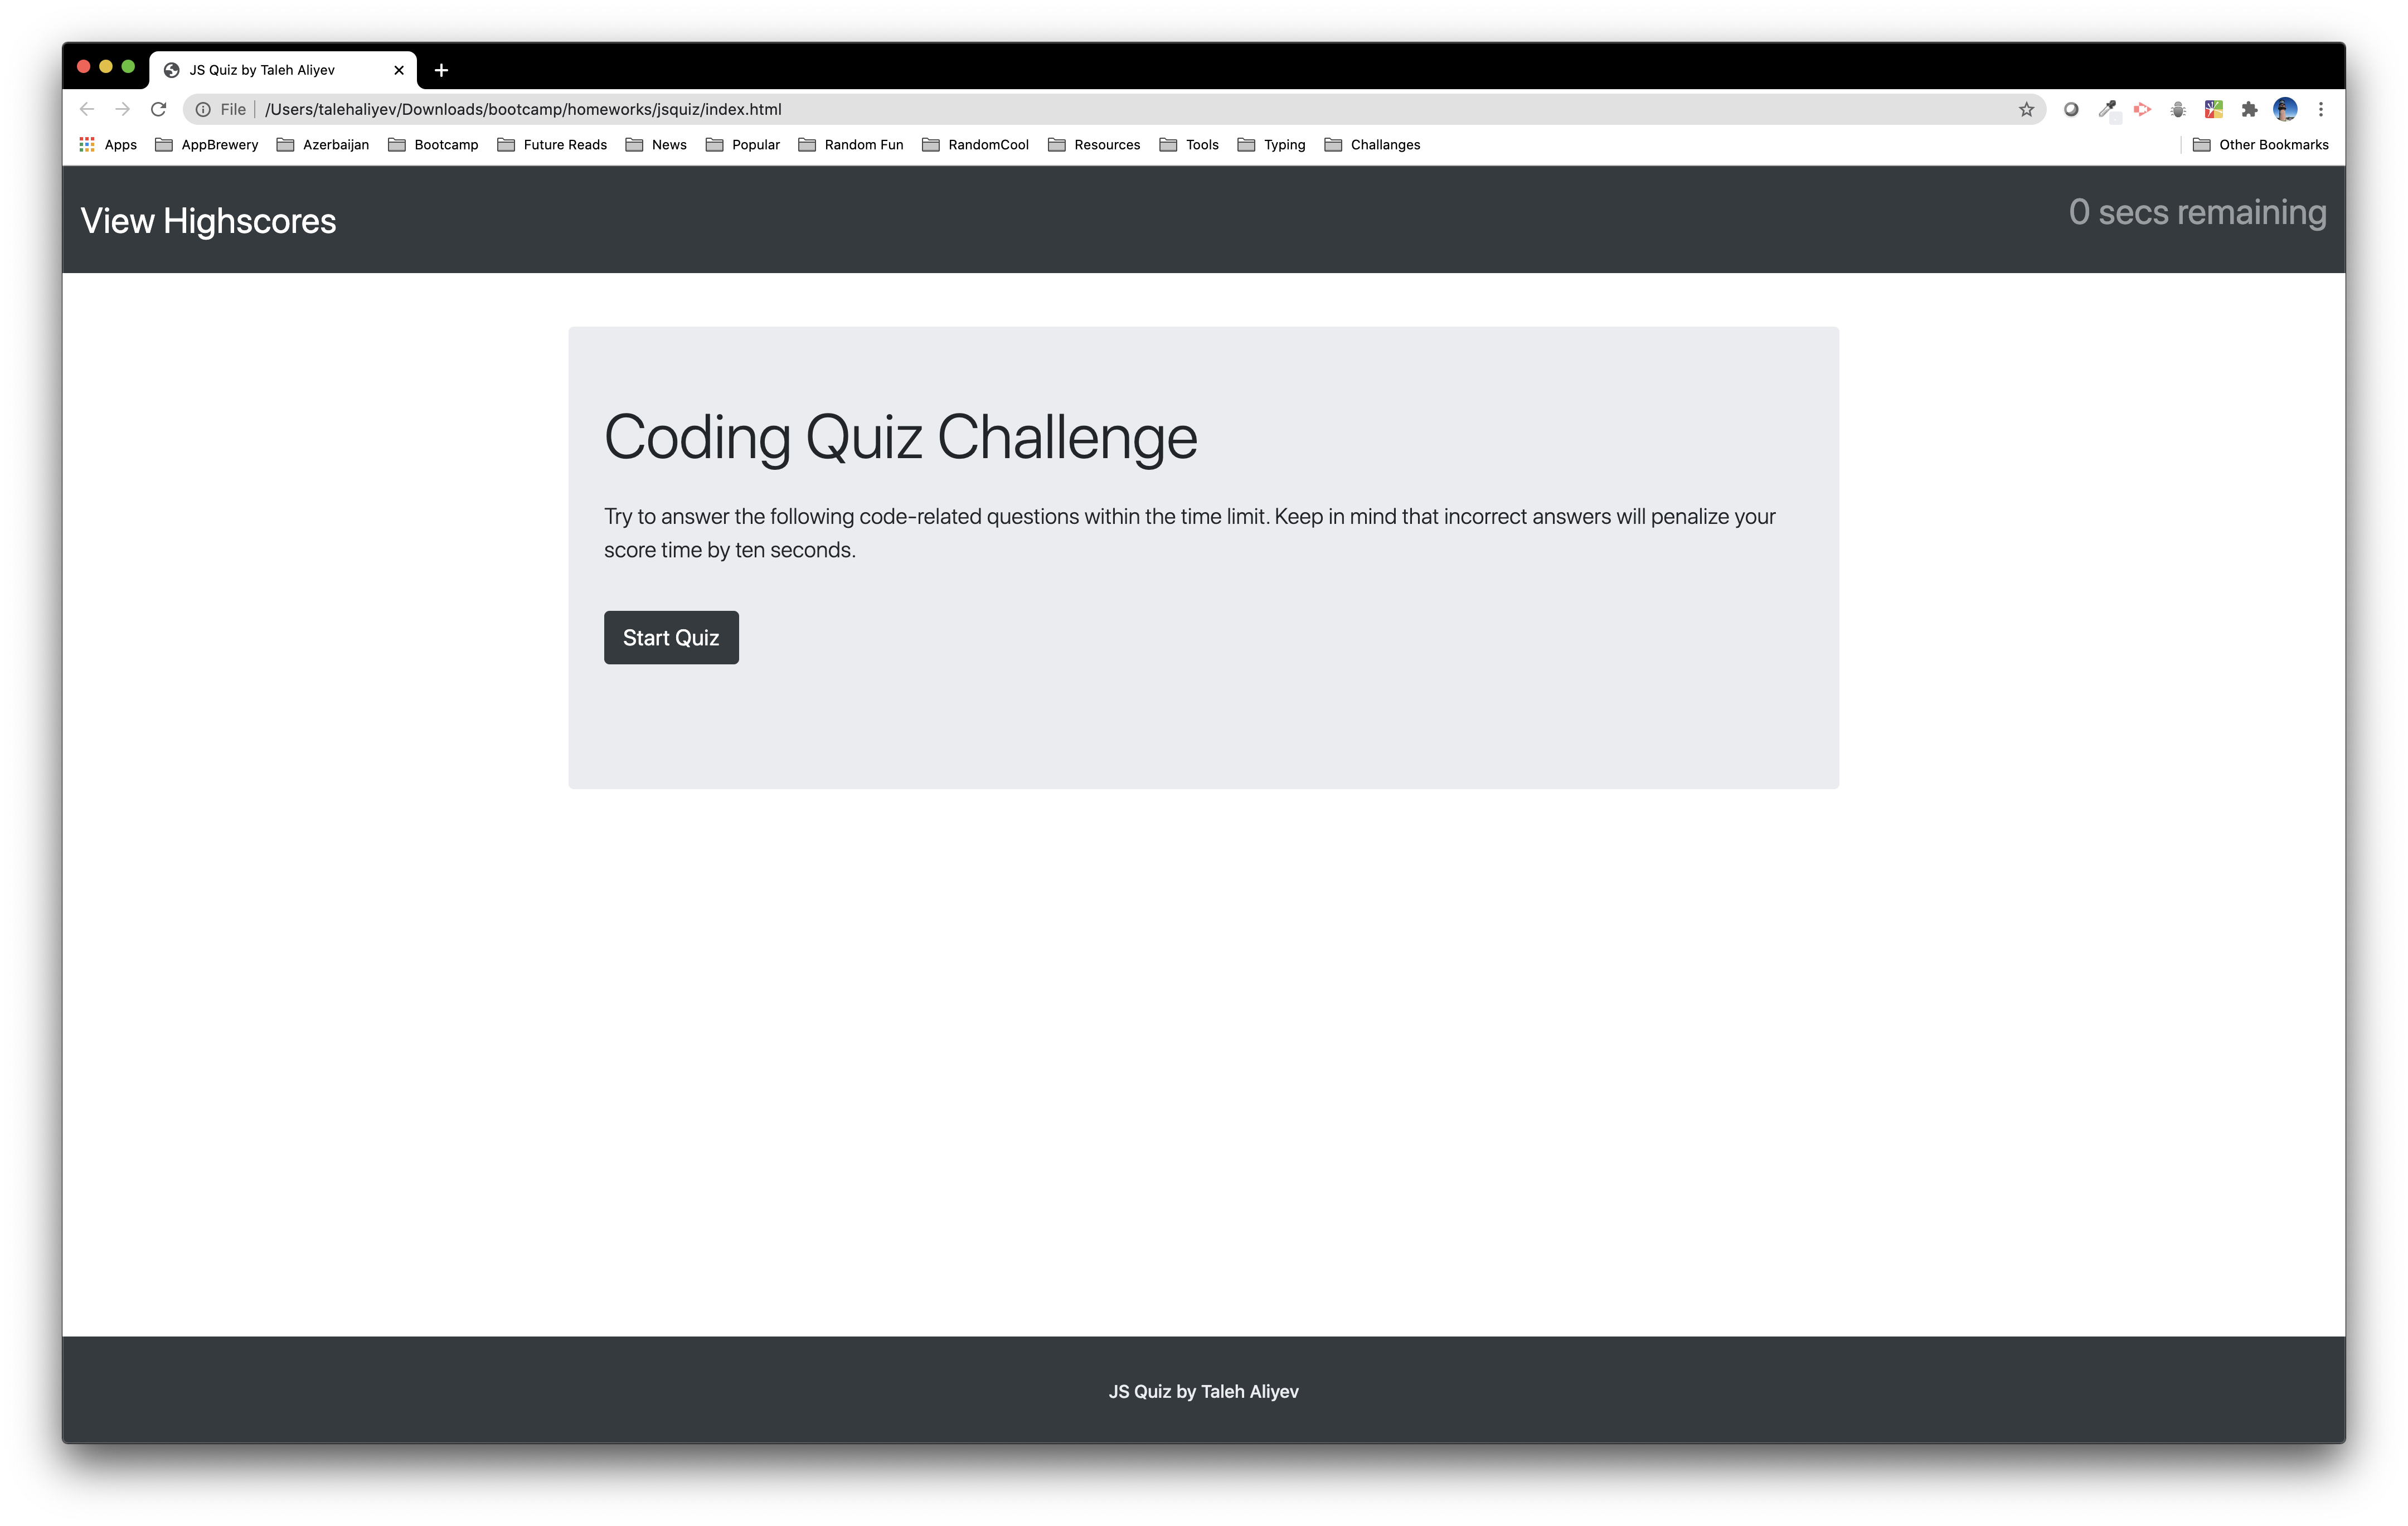 JS Quiz by Taleh Aliyev
File /Users/talehaliyev/Downloads/bootcamp/homeworks/jsquiz/index.html
Apps AppBrewery Azerbaijan Bootcamp Future Reads News Popular Random Fun RandomCool Resources Tools Typing Challanges Other Bookmarks
View Highscores 0 secs remaining
Coding Quiz Challenge
Try to answer the following code-related questions within the time limit. Keep in mind that incorrect answers will penalize your
score time by ten seconds.
Start Quiz
JS Quiz by Taleh Aliyev